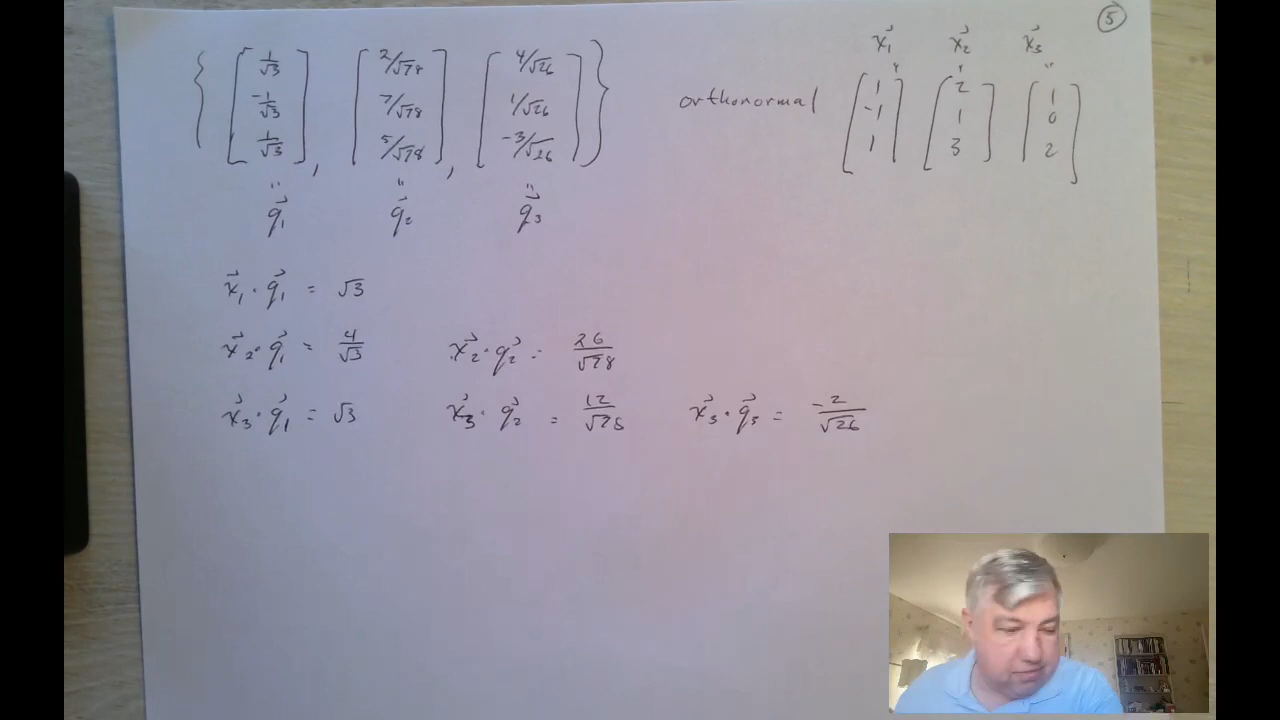 ⑤
{ [1/√3, -1/√3, 1/√3], [2/√78, 7/√78, 5/√78], [4/√26, 1/√26, -3/√26] } orthonormal x⃗₁ = [1, -1, 1] x⃗₂ = [2, 1, 3] x⃗₃ = [1, 0, 2]
q⃗₁ q⃗₂ q⃗₃
x⃗₁ · q⃗₁ = √3
x⃗₂ · q⃗₁ = 4/√3 x⃗₂ · q⃗₂ = 26/√78
x⃗₃ · q⃗₁ = √3 x⃗₃ · q⃗₂ = 12/√78 x⃗₃ · q⃗₃ = -2/√26